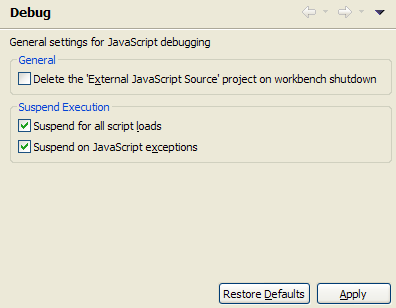 Debug
General settings for JavaScript debugging
General
Delete the 'External JavaScript Source' project on workbench shutdown
Suspend Execution
Suspend for all script loads
Suspend on JavaScript exceptions
Restore Defaults Apply